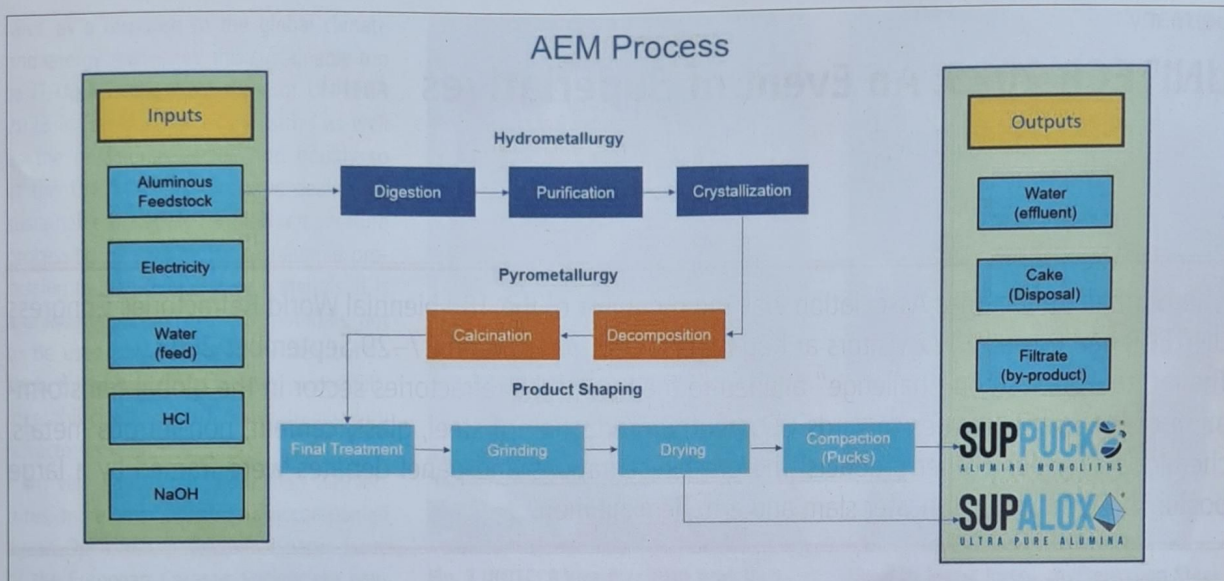 AEM Process
Inputs
Aluminous
Feedstock
Electricity
Water
(feed)
HCl
NaOH
Hydrometallurgy
Digestion
Purification
Crystallization
Pyrometallurgy
Calcination
Decomposition
Product Shaping
Final Treatment
Grinding
Drying
Compaction
(Pucks)
Outputs
Water
(effluent)
Cake
(Disposal)
Filtrate
(by-product)
SUPPUCK
ALUMINA MONOLITHS
SUPALOX
ULTRA PURE ALUMINA